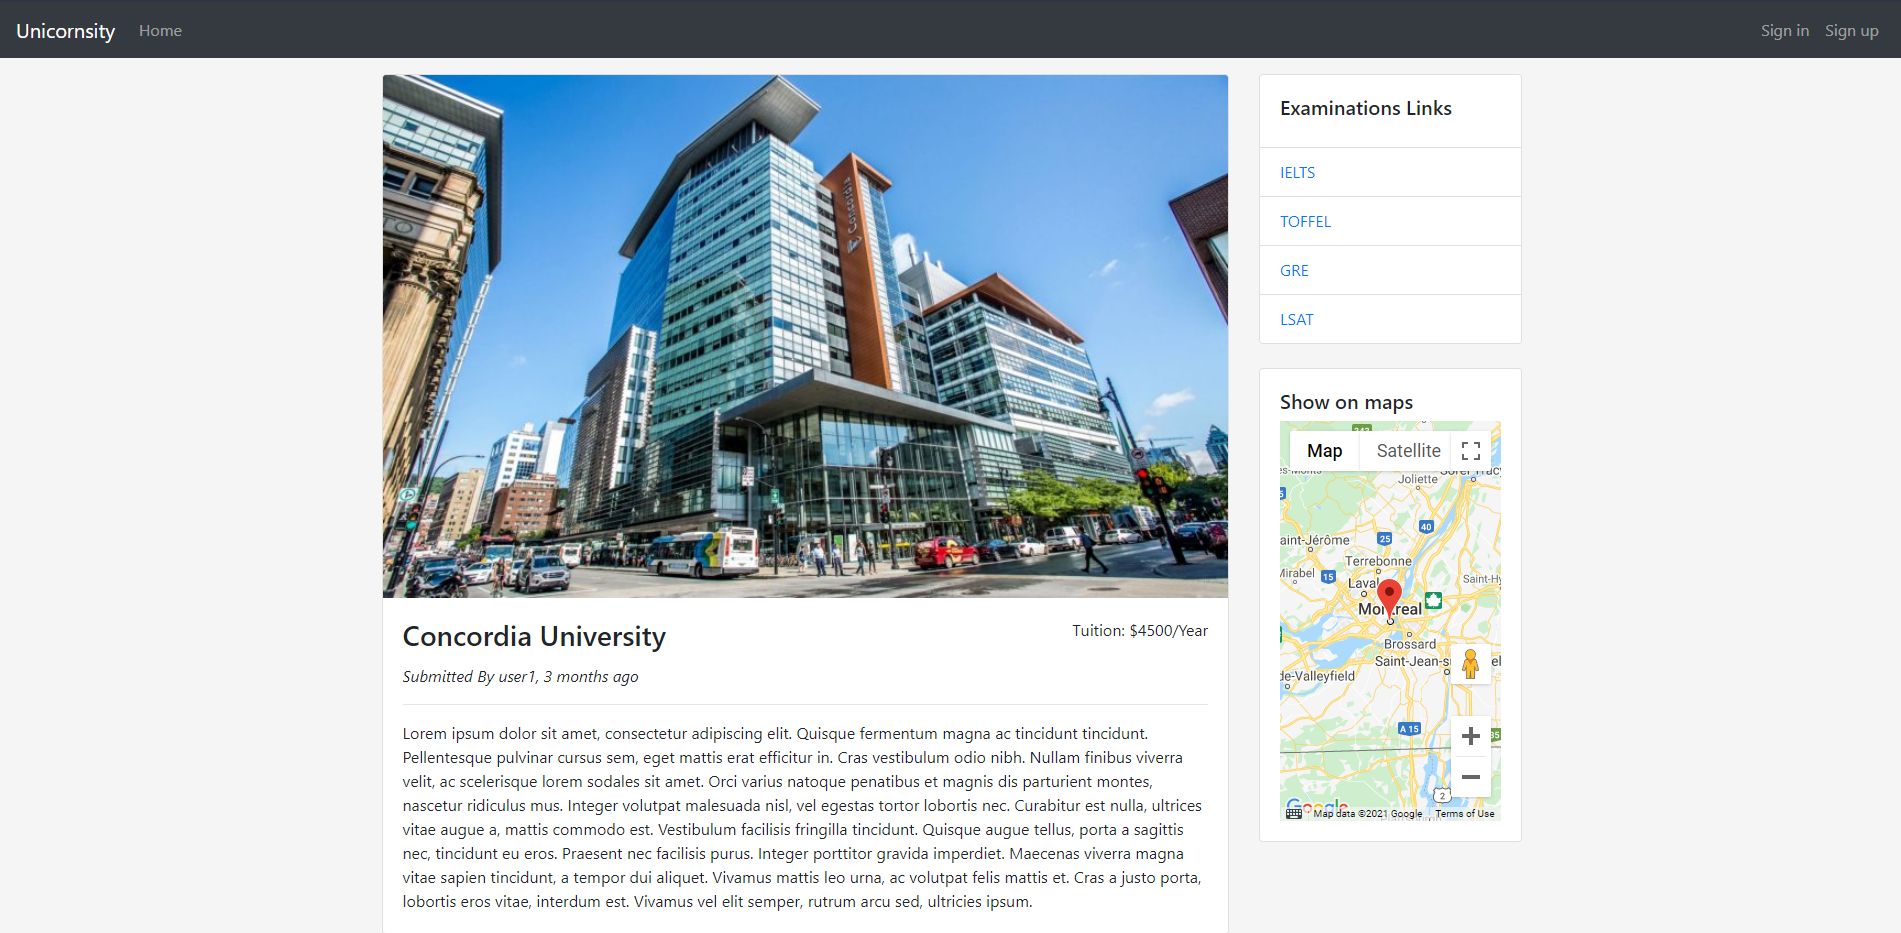 Unicornsity Home Sign in Sign up
Concordia
Concordia University
Tuition: $4500/Year
Submitted By user1, 3 months ago
Lorem ipsum dolor sit amet, consectetur adipiscing elit. Quisque fermentum magna ac tincidunt tincidunt.
Pellentesque pulvinar cursus sem, eget mattis erat efficitur in. Cras vestibulum odio nibh. Nullam finibus viverra
velit, ac scelerisque lorem sodales sit amet. Orci varius natoque penatibus et magnis dis parturient montes,
nascetur ridiculus mus. Integer volutpat malesuada nisl, vel egestas tortor lobortis nec. Curabitur est nulla, ultrices
vitae augue a, mattis commodo est. Vestibulum facilisis fringilla tincidunt. Quisque augue tellus, porta a sagittis
nec, tincidunt eu eros. Praesent nec facilisis purus. Integer porttitor gravida imperdiet. Maecenas viverra magna
vitae sapien tincidunt, a tempor dui aliquet. Vivamus mattis leo urna, ac volutpat felis mattis et. Cras a justo porta,
lobortis eros vitae, interdum est. Vivamus vel elit semper, rutrum arcu sed, ultricies ipsum.
Examinations Links
IELTS
TOFFEL
GRE
LSAT
Show on maps
Map Satellite
Joliette
40
25
aint-Jérôme
Terrebonne
Mirabel 15
Laval
Saint-Hy
Montreal
Brossard
Saint-Jean-s
de-Valleyfield
A 15
35
2
Google
Map data ©2021 Google Terms of Use